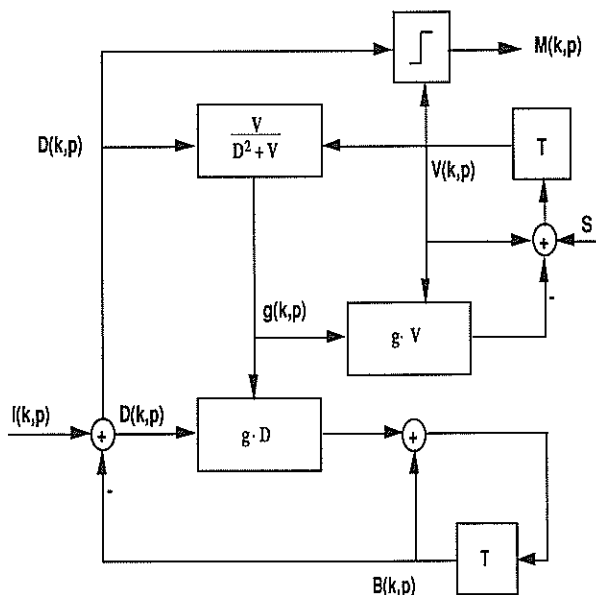 M(k,p)
D(k,p)
V
D² + V
T
V(k,p)
+
S
-
g(k,p)
g· V
I(k,p)
+
D(k,p)
g · D
+
-
T
B(k,p)